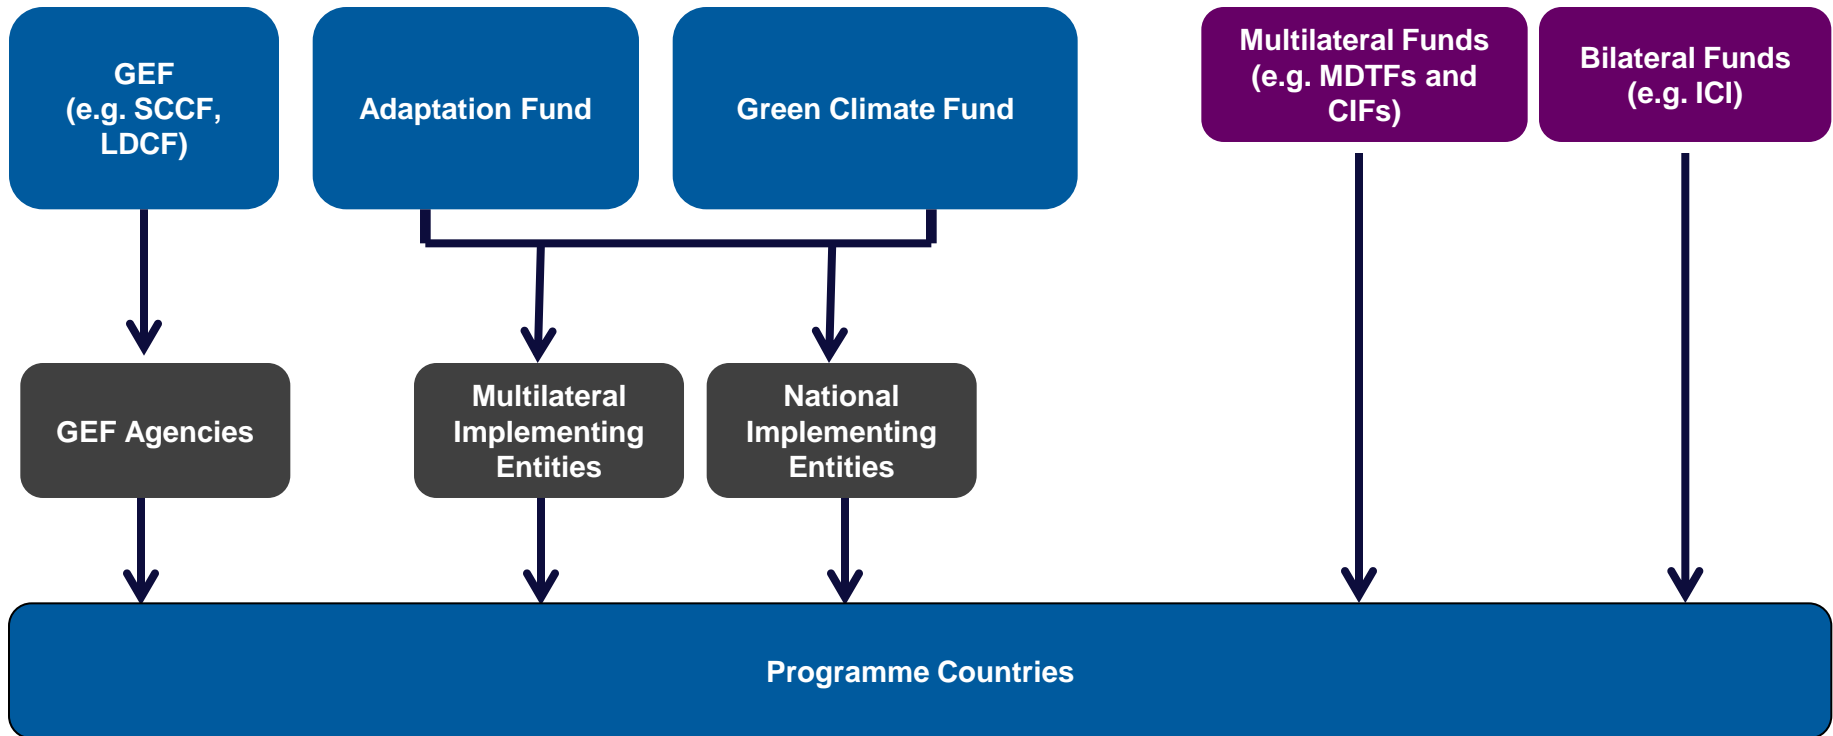 GEF
(e.g. SCCF,
LDCF)
Adaptation Fund
Green Climate Fund
Multilateral Funds
(e.g. MDTFs and
CIFs)
Bilateral Funds
(e.g. ICI)
GEF Agencies
Multilateral
Implementing
Entities
National
Implementing
Entities
Programme Countries